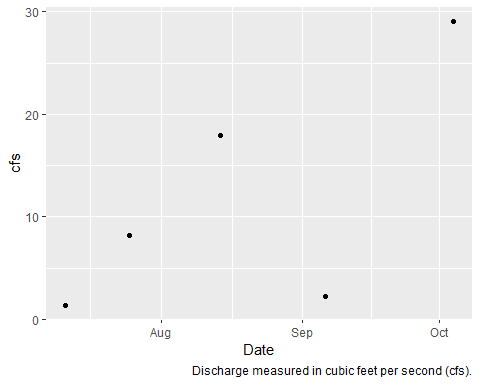 30
20
10
0
cfs
Aug Sep Oct
Date
Discharge measured in cubic feet per second (cfs).